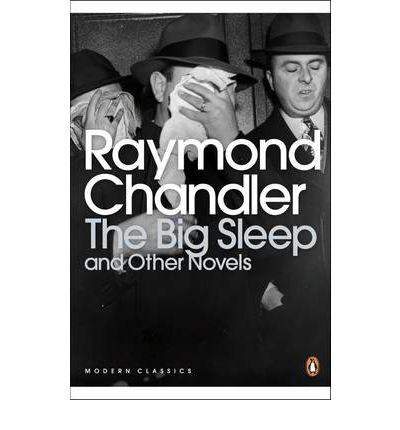 Raymond
Chandler
The Big Sleep
and Other Novels
MODERN CLASSICS